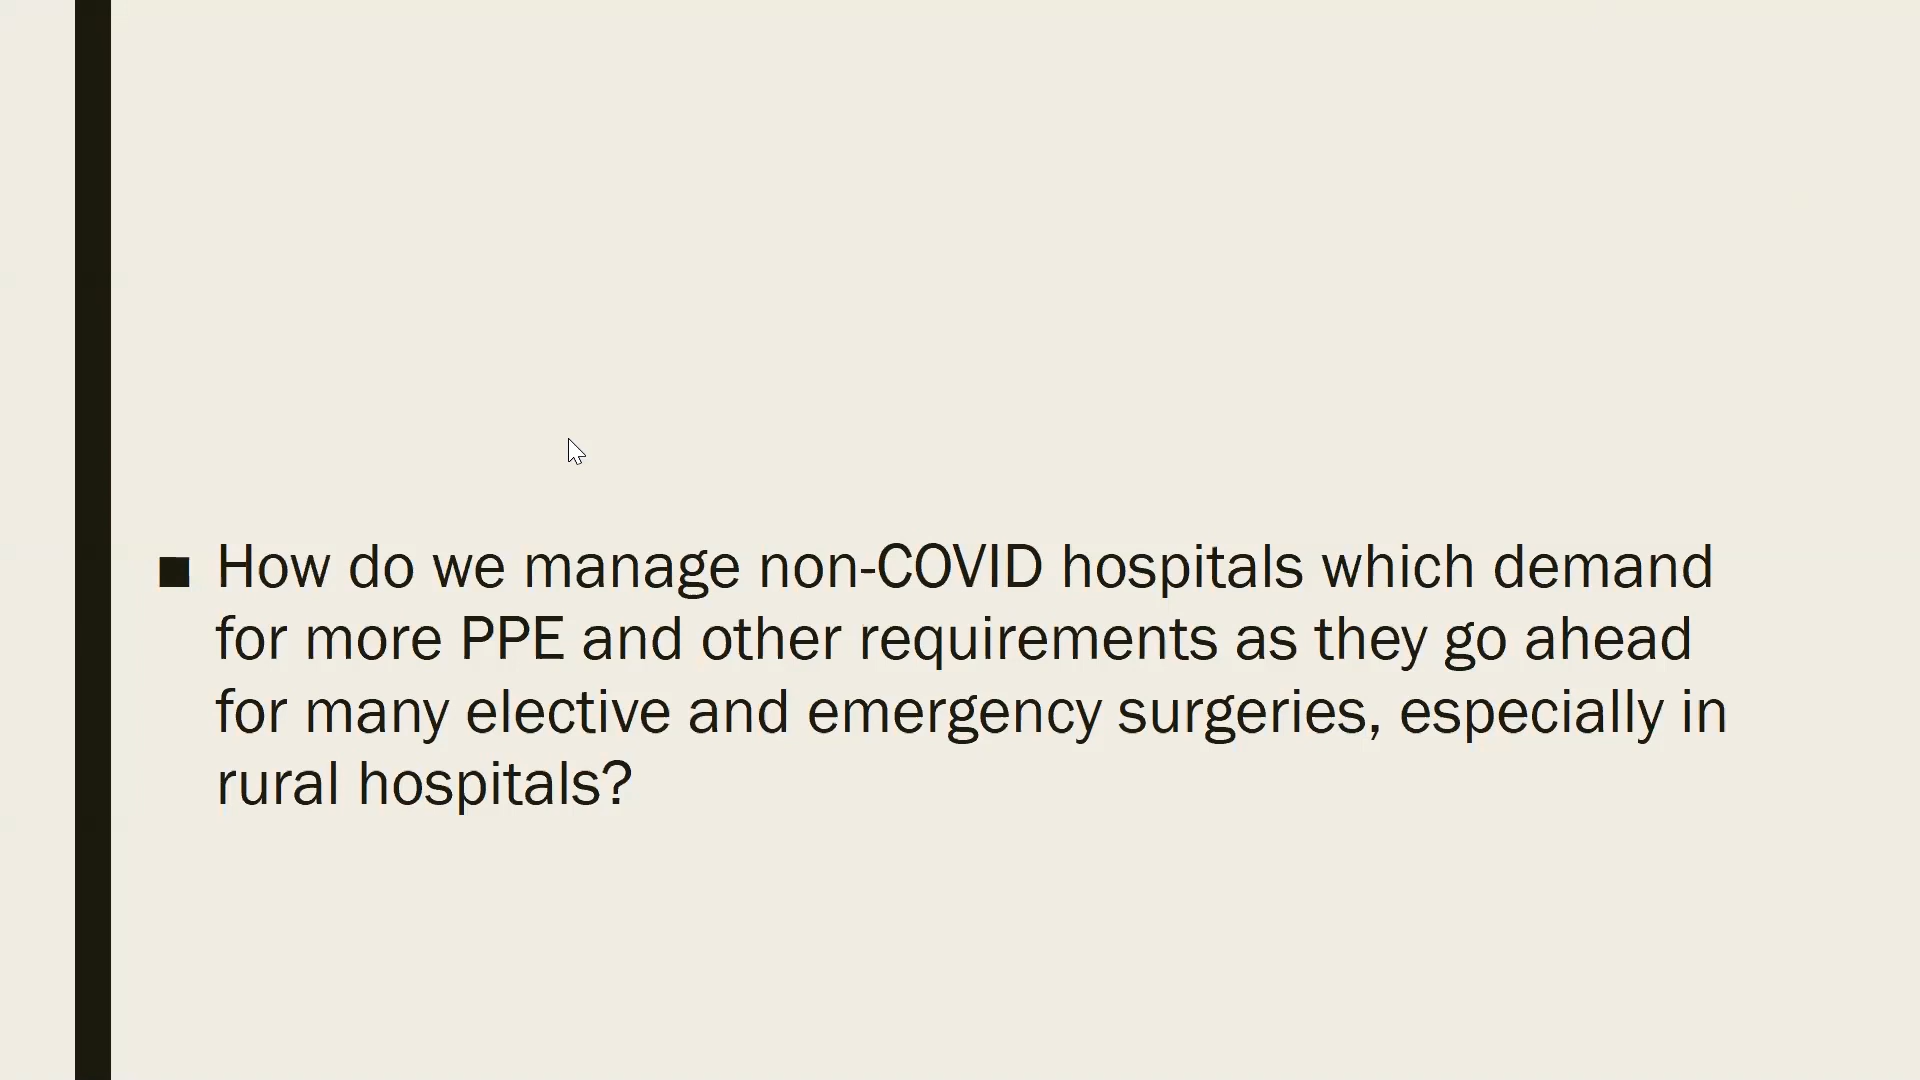 ■ How do we manage non-COVID hospitals which demand
for more PPE and other requirements as they go ahead
for many elective and emergency surgeries, especially in
rural hospitals?